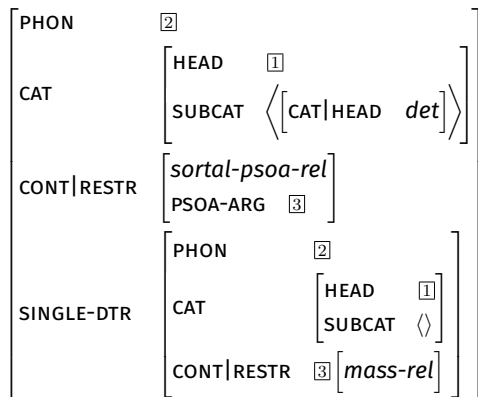 PHON 2
CAT HEAD 1
SUBCAT ⟨[CAT|HEAD det]⟩
CONT|RESTR sortal-psoa-rel
PSOA-ARG 3
SINGLE-DTR PHON 2
CAT HEAD 1
SUBCAT ⟨⟩
CONT|RESTR 3 [mass-rel]